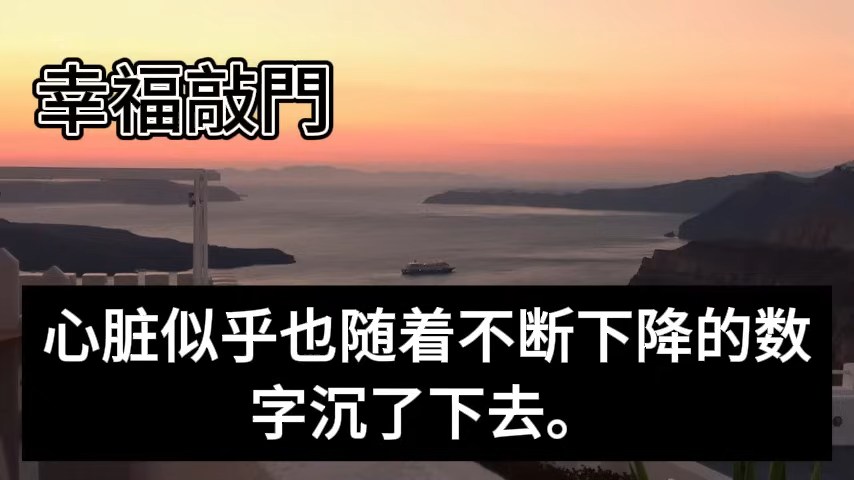 幸福敲門
心脏似乎也随着不断下降的数
字沉了下去。